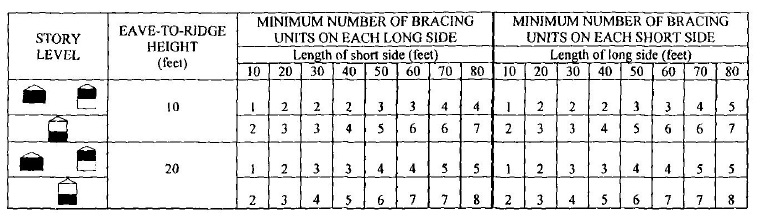 STORY LEVEL EAVE-TO-RIDGE HEIGHT (feet) MINIMUM NUMBER OF BRACING UNITS ON EACH LONG SIDE MINIMUM NUMBER OF BRACING UNITS ON EACH SHORT SIDE
Length of short side (feet) Length of long side (feet)
10 20 30 40 50 60 70 80 10 20 30 40 50 60 70 80
10 1 2 2 2 3 3 4 4 1 2 2 2 3 3 4 5
2 3 3 4 5 6 6 7 2 3 3 4 5 6 6 7
20 1 2 3 3 4 4 5 5 1 2 3 3 4 4 5 5
2 3 4 5 6 7 7 8 2 3 4 5 6 7 7 8